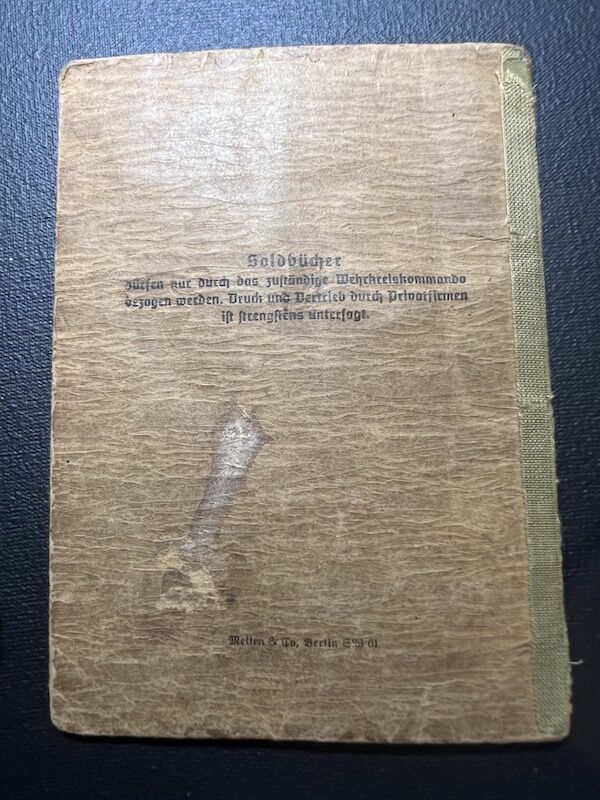 Soldbücher
dürfen nur durch das zuständige Wehrkreiskommando
bezogen werden. Druck und Vertrieb durch Privatfirmen
ist strengstens untersagt.
Metten & Co, Berlin SW 61